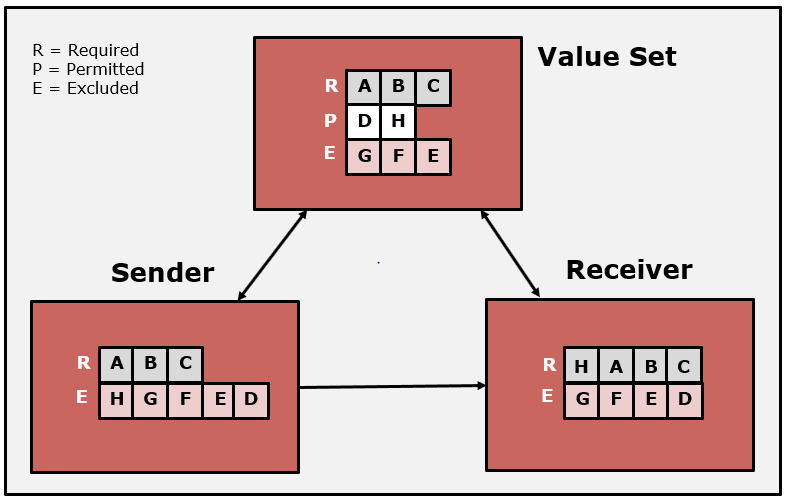 R = Required
P = Permitted
E = Excluded
Value Set
R A B C
P D H
E G F E
Sender
R A B C
E H G F E D
Receiver
R H A B C
E G F E D